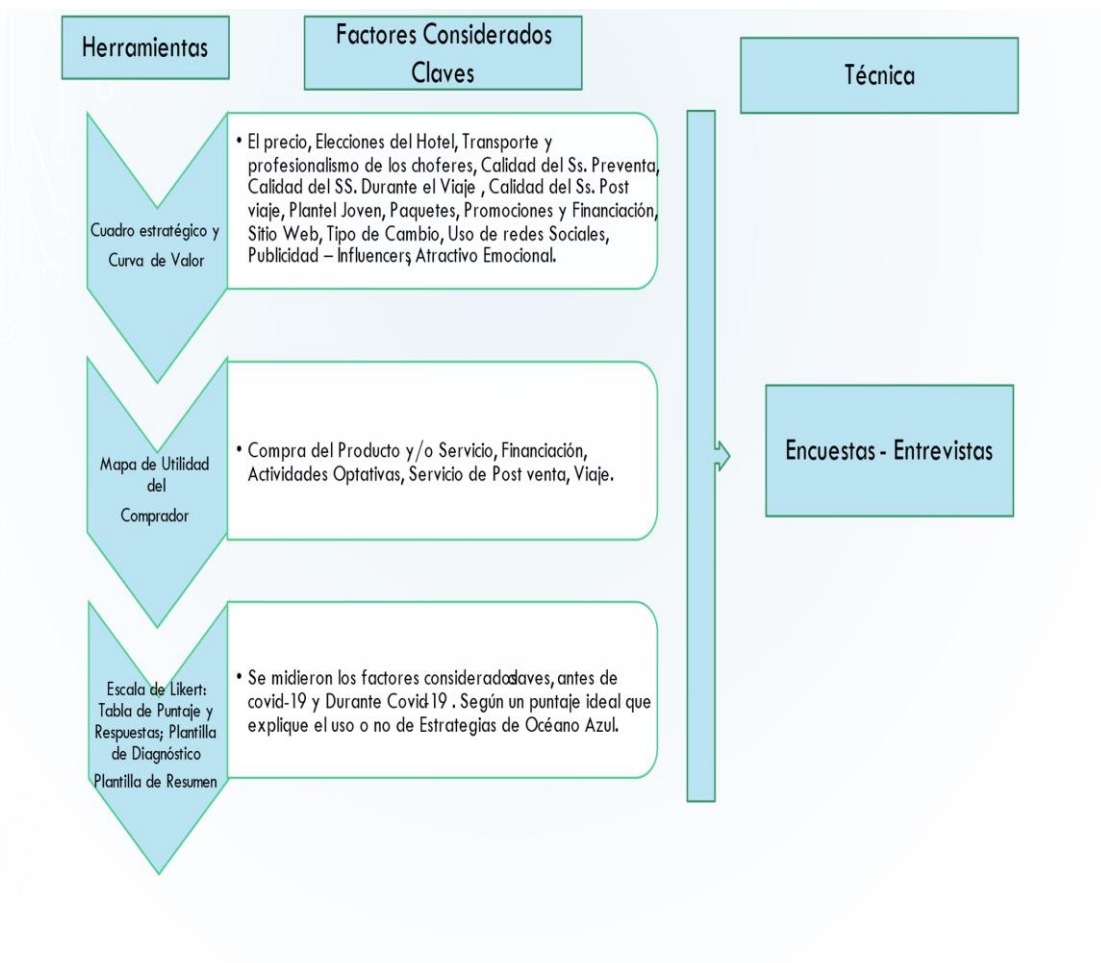 Herramientas
Factores Considerados
Claves
Técnica
• El precio, Elecciones del Hotel, Transporte y
profesionalismo de los choferes, Calidad del Ss. Preventa,
Calidad del SS. Durante el Viaje , Calidad del Ss. Post
viaje, Plantel Joven, Paquetes, Promociones y Financiación,
Sitio Web, Tipo de Cambio, Uso de redes Sociales,
Publicidad – Influencers, Atractivo Emocional.
Cuadro estratégico y
Curva de Valor
• Compra del Producto y/o Servicio, Financiación,
Actividades Optativas, Servicio de Post venta, Viaje.
Mapa de Utilidad
del
Comprador
Encuestas - Entrevistas
• Se midieron los factores considerados claves, antes de
covid-19 y Durante Covid-19 . Según un puntaje ideal que
explique el uso o no de Estrategias de Océano Azul.
Escala de Likert:
Tabla de Puntaje y
Respuestas; Plantilla
de Diagnóstico
Plantilla de Resumen